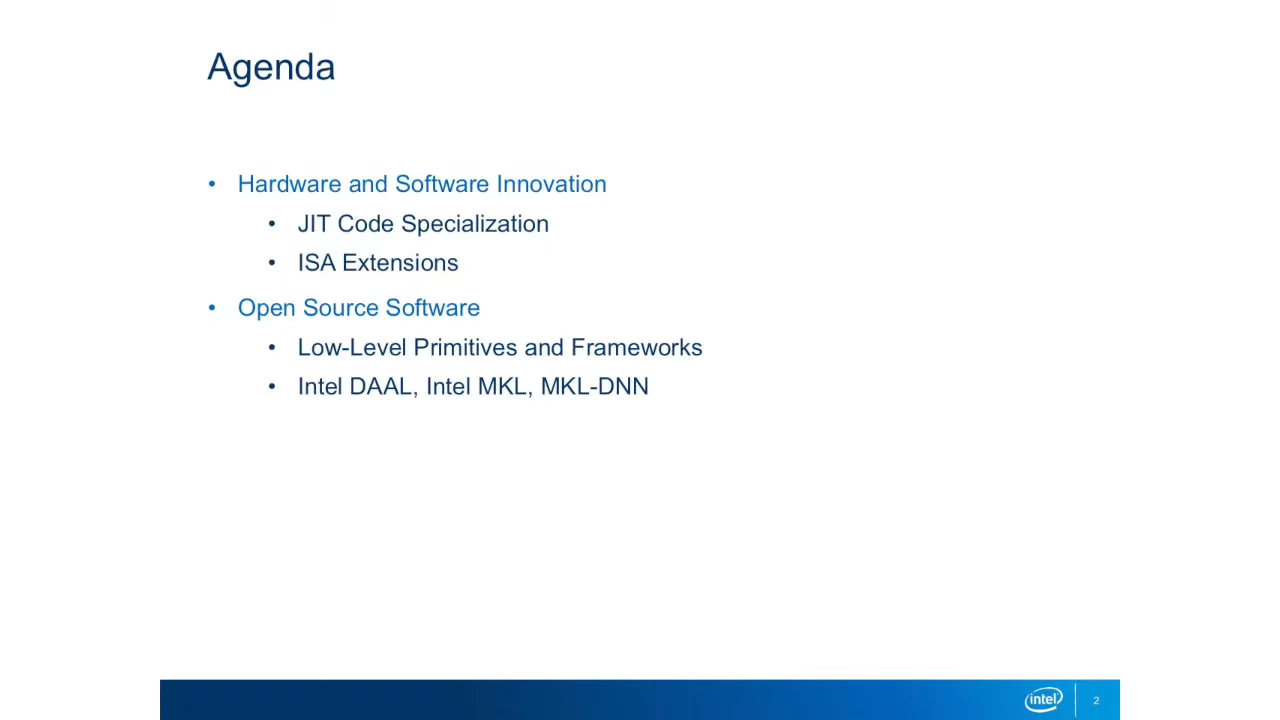 Agenda
• Hardware and Software Innovation
• JIT Code Specialization
• ISA Extensions
• Open Source Software
• Low-Level Primitives and Frameworks
• Intel DAAL, Intel MKL, MKL-DNN
intel
2